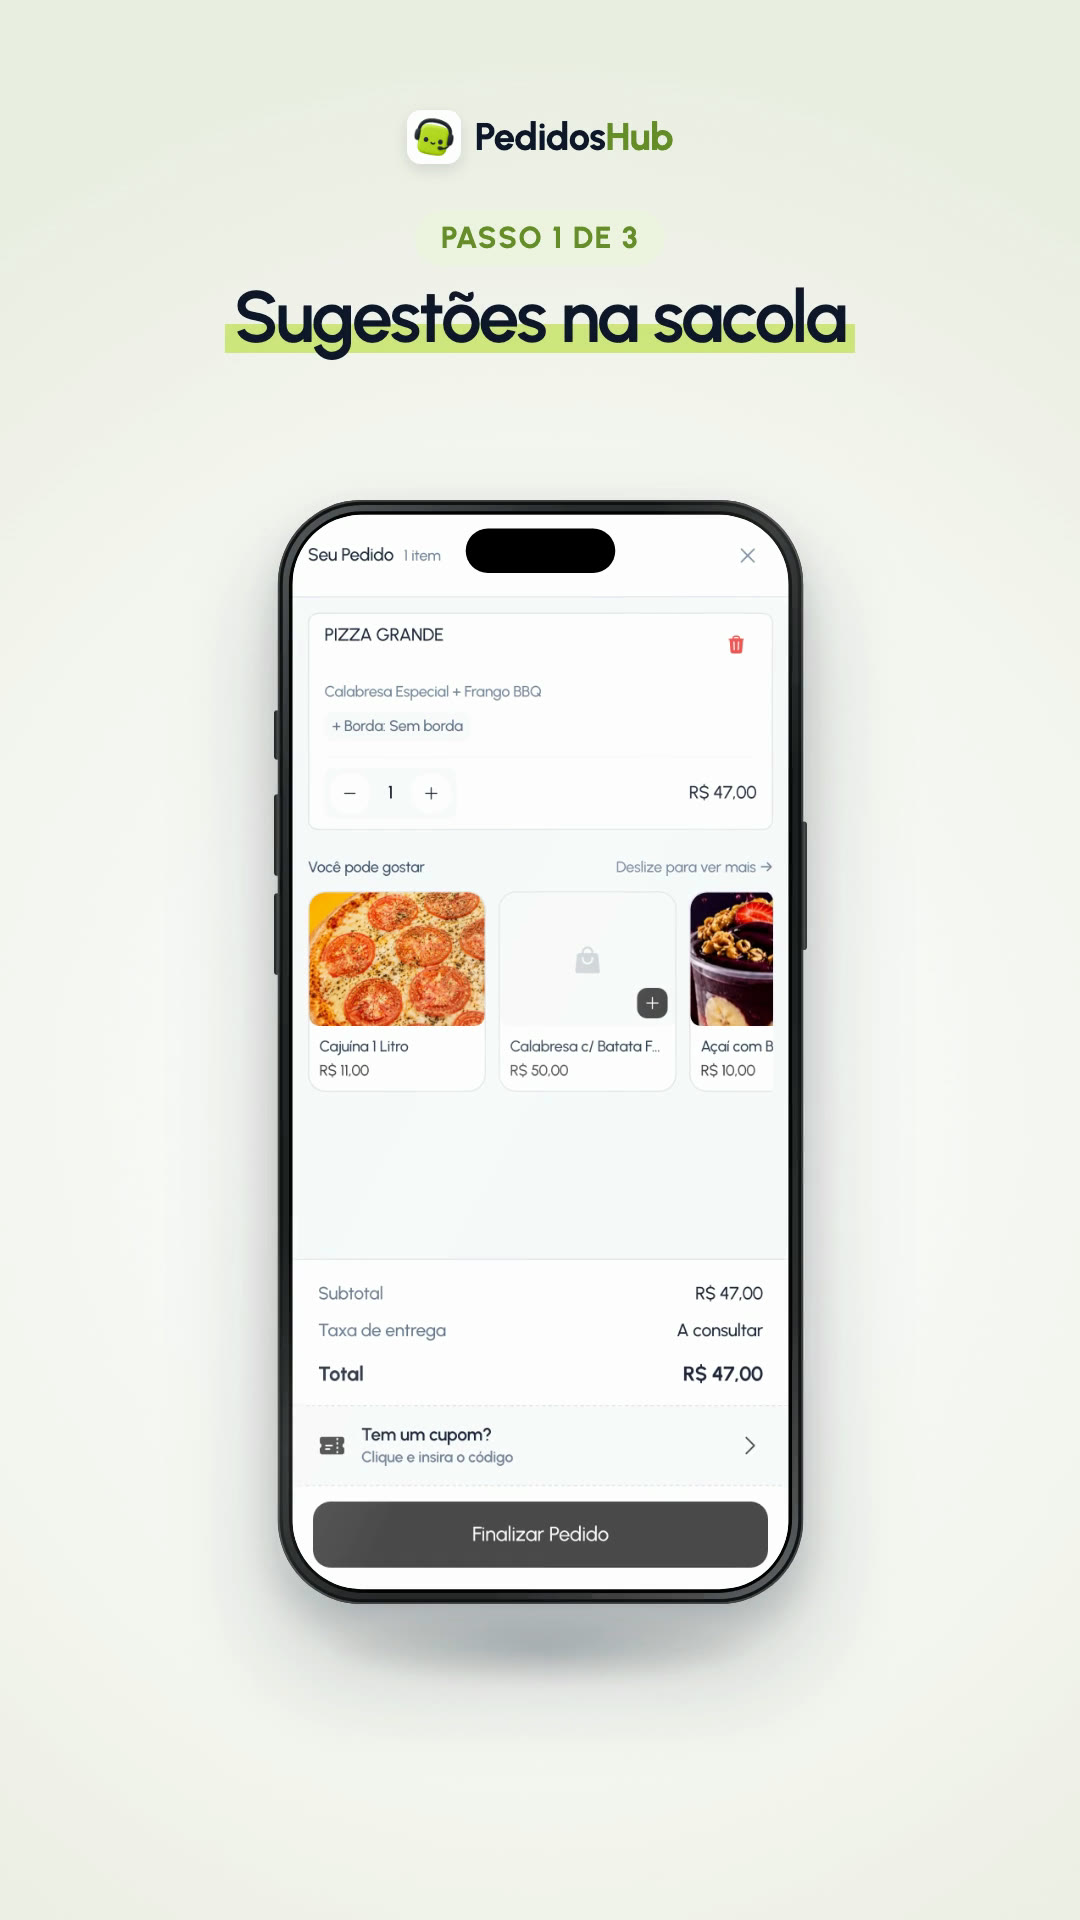 PedidosHub
PASSO 1 DE 3
Sugestões na sacola
Seu Pedido 1 item
PIZZA GRANDE
Calabresa Especial + Frango BBQ
+ Borda: Sem borda
− 1 + R$ 47,00
Você pode gostar Deslize para ver mais →
Cajuína 1 Litro Calabresa c/ Batata F... Açaí com B
R$ 11,00 R$ 50,00 R$ 10,00
Subtotal R$ 47,00
Taxa de entrega A consultar
Total R$ 47,00
Tem um cupom?
Clique e insira o código
Finalizar Pedido